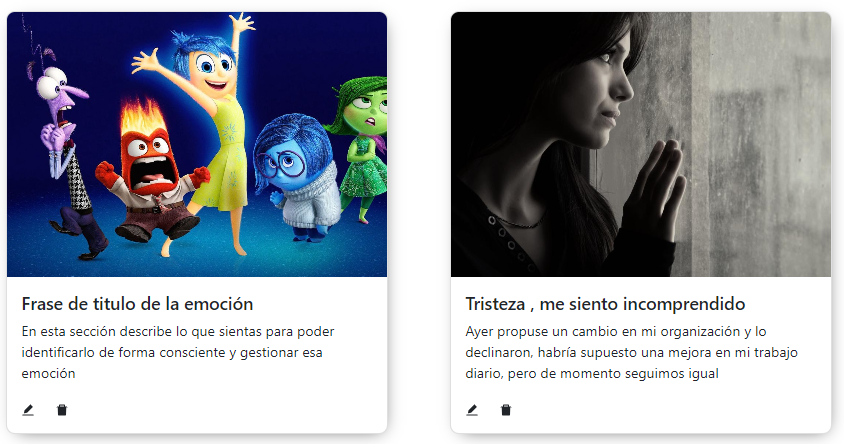 Frase de titulo de la emoción
En esta sección describe lo que sientas para poder
identificarlo de forma consciente y gestionar esa
emoción
Tristeza , me siento incomprendido
Ayer propuse un cambio en mi organización y lo
declinaron, habría supuesto una mejora en mi trabajo
diario, pero de momento seguimos igual